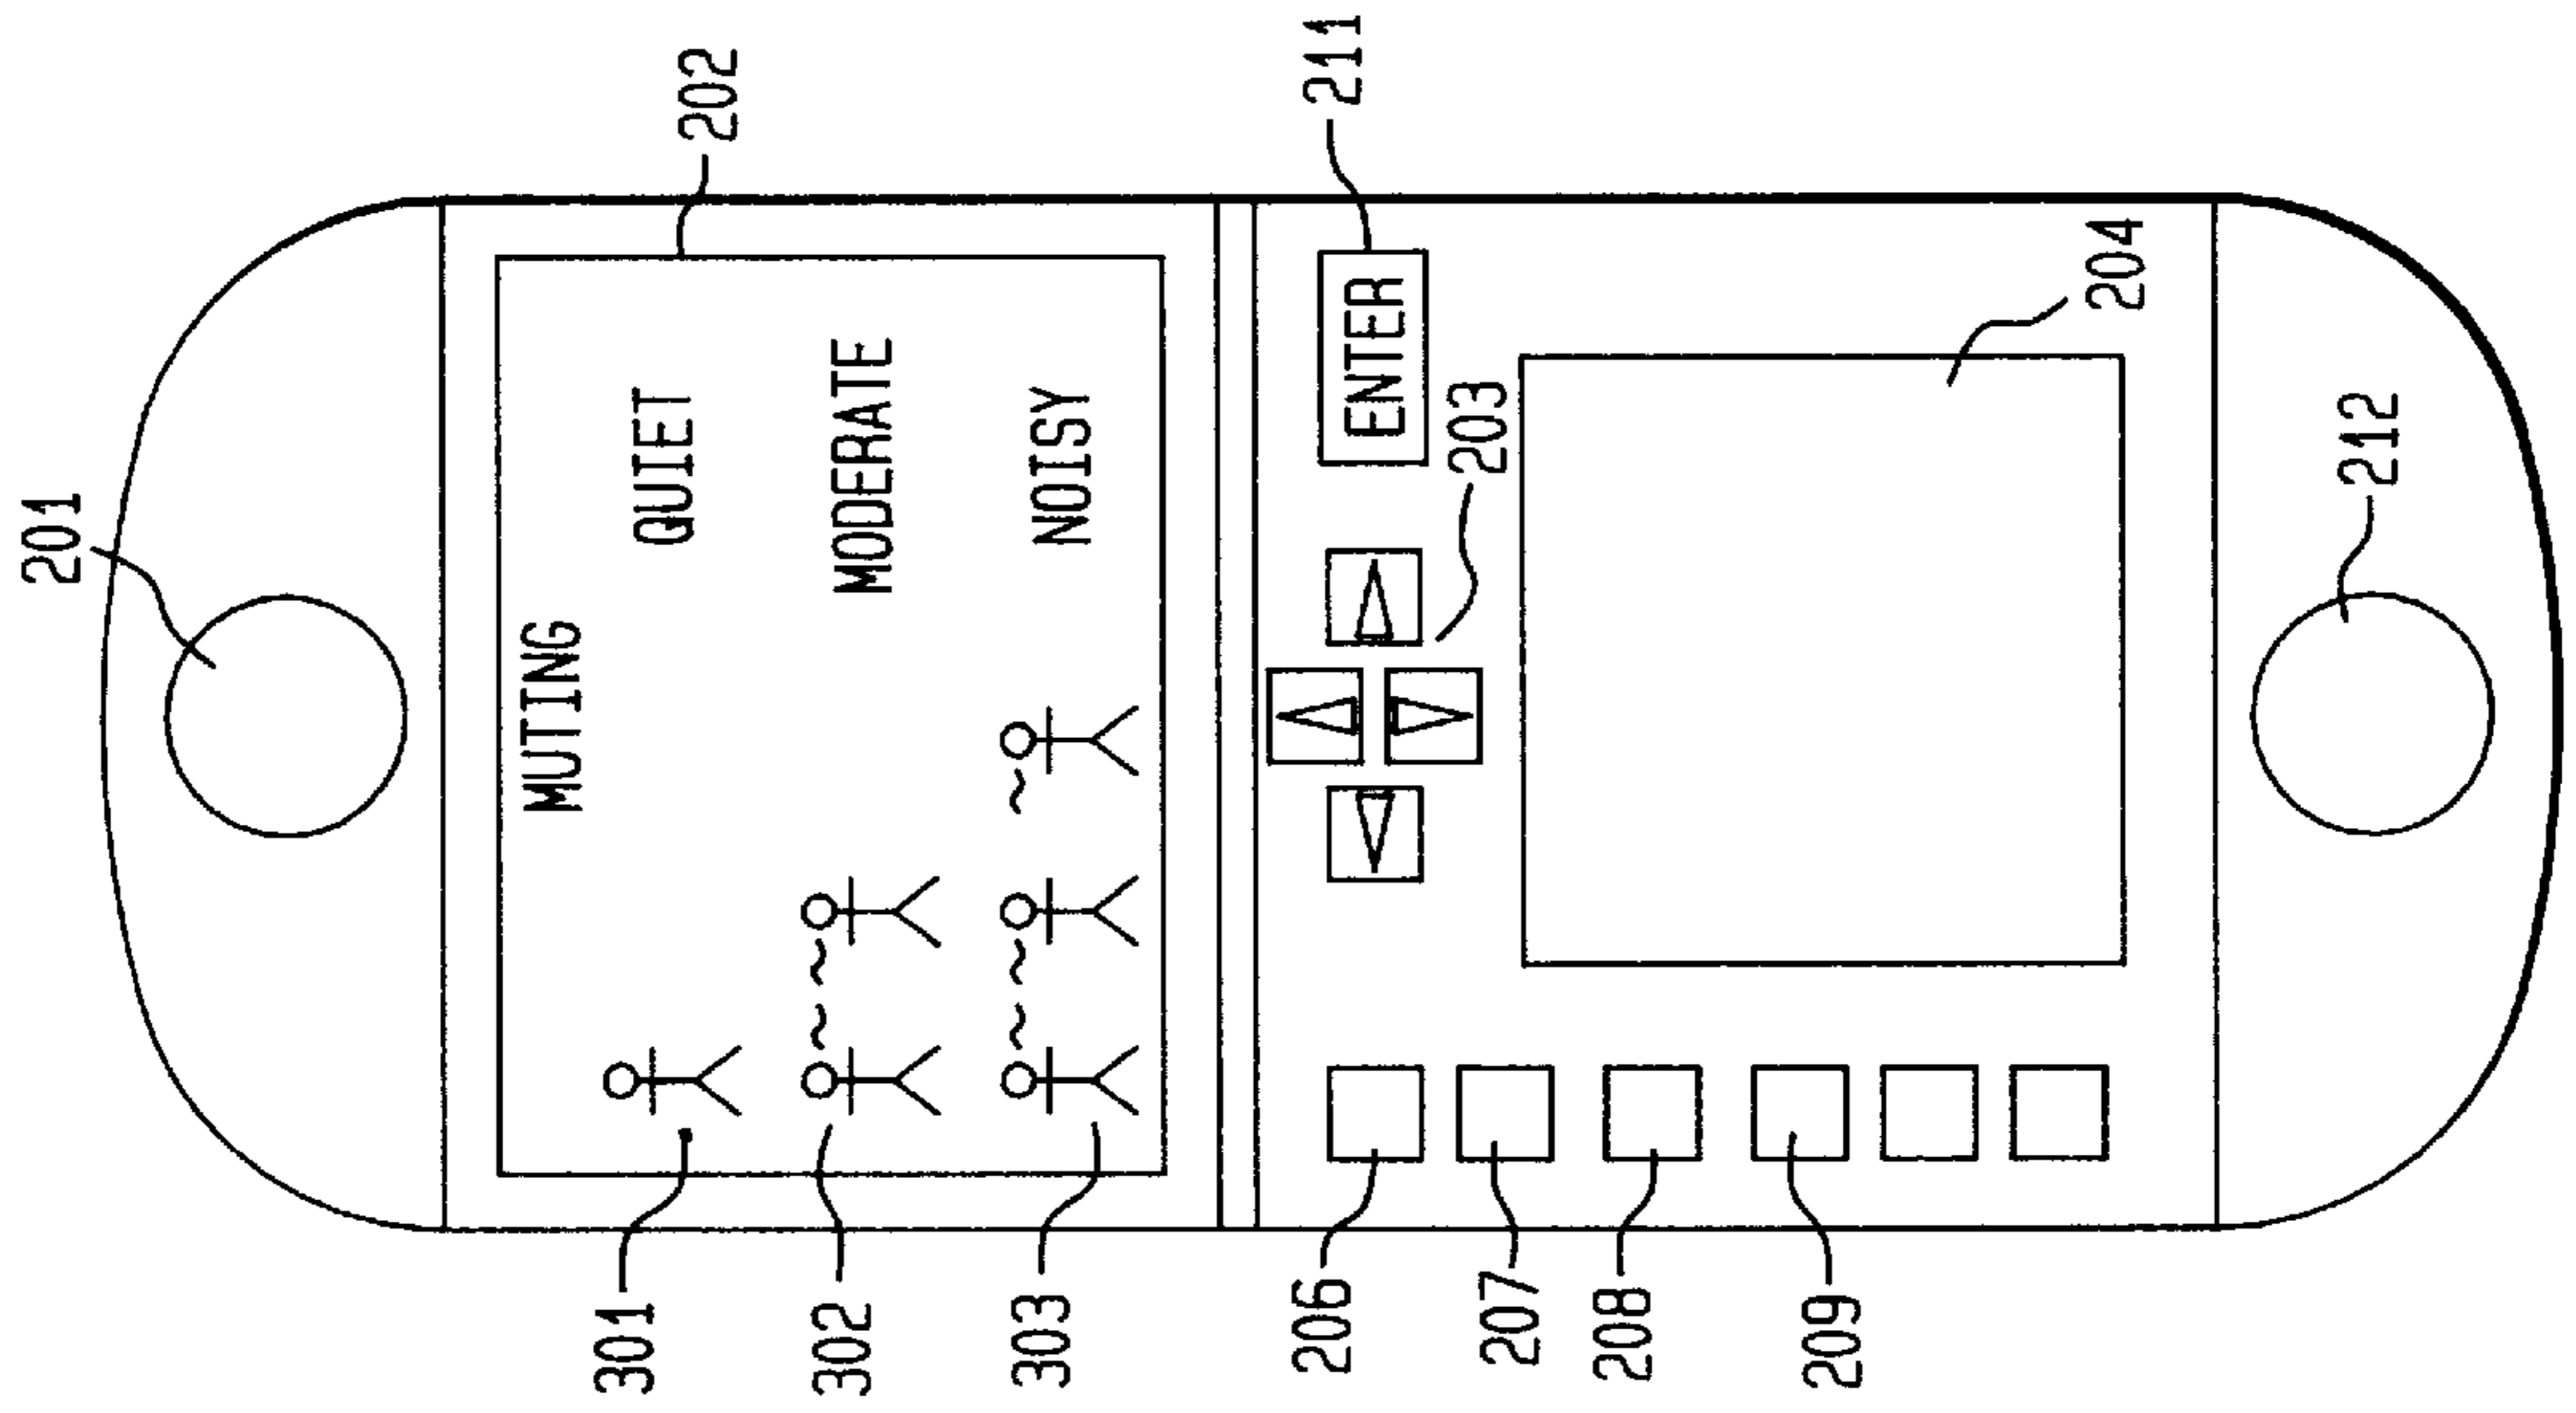 201
MUTING
301 QUIET 202
302 MODERATE
303 NOISY
206 211
ENTER
207 203
208
209
204
212